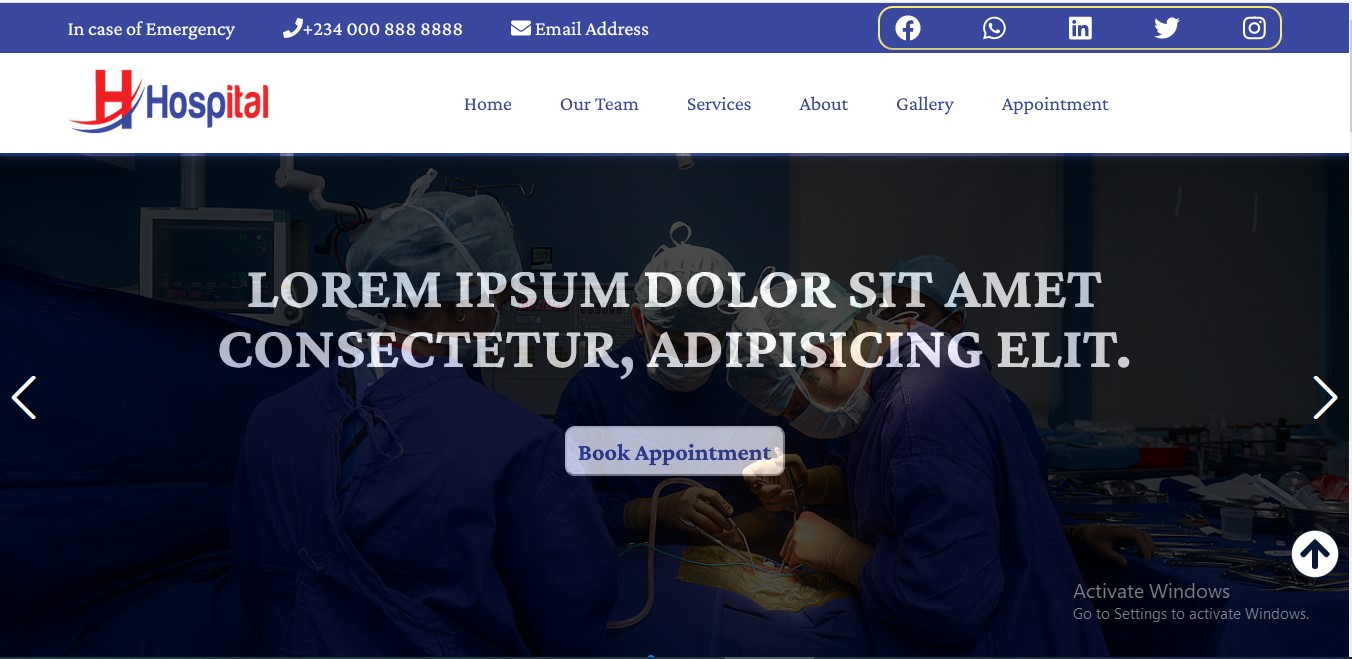 In case of Emergency +234 000 888 8888 Email Address
H Hospital
Home Our Team Services About Gallery Appointment
LOREM IPSUM DOLOR SIT AMET
CONSECTETUR, ADIPISICING ELIT.
Book Appointment
Activate Windows
Go to Settings to activate Windows.